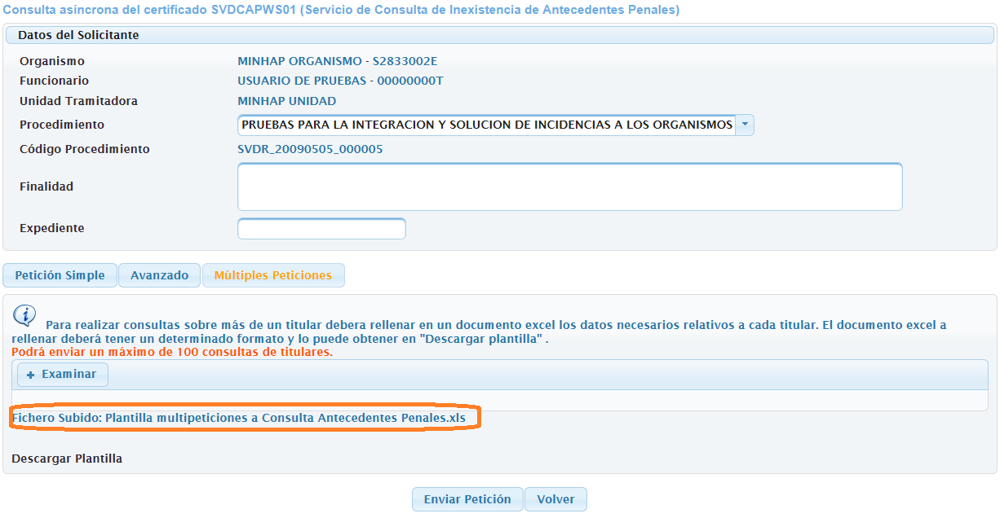 Consulta asíncrona del certificado SVDCAPWS01 (Servicio de Consulta de Inexistencia de Antecedentes Penales)
Datos del Solicitante
Organismo MINHAP ORGANISMO - S2833002E
Funcionario USUARIO DE PRUEBAS - 00000000T
Unidad Tramitadora MINHAP UNIDAD
Procedimiento PRUEBAS PARA LA INTEGRACION Y SOLUCION DE INCIDENCIAS A LOS ORGANISMOS
Código Procedimiento SVDR_20090505_000005
Finalidad
Expediente
Petición Simple Avanzado Múltiples Peticiones
Para realizar consultas sobre más de un titular debera rellenar en un documento excel los datos necesarios relativos a cada titular. El documento excel a
rellenar deberá tener un determinado formato y lo puede obtener en "Descargar plantilla" .
Podrá enviar un máximo de 100 consultas de titulares.
+ Examinar
Fichero Subido: Plantilla multipeticiones a Consulta Antecedentes Penales.xls
Descargar Plantilla
Enviar Petición Volver